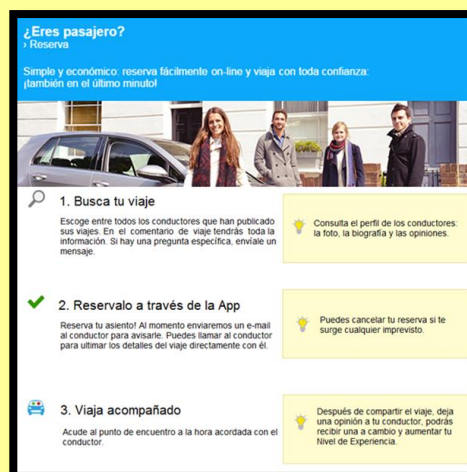 ¿Eres pasajero?
› Reserva
Simple y económico: reserva fácilmente on-line y viaja con toda confianza:
¡también en el último minuto!
1. Busca tu viaje
Escoge entre todos los conductores que han publicado
sus viajes. En el comentario de viaje tendrás toda la
información. Si hay una pregunta específica, envíale un
mensaje.
Consulta el perfil de los conductores:
la foto, la biografía y las opiniones.
2. Reservalo a través de la App
Reserva tu asiento! Al momento enviaremos un e-mail
al conductor para avisarle. Puedes llamar al conductor
para ultimar los detalles del viaje directamente con él.
Puedes cancelar tu reserva si te
surge cualquier imprevisto.
3. Viaja acompañado
Acude al punto de encuentro a la hora acordada con el
conductor.
Después de compartir el viaje, deja
una opinión a tu conductor, podrás
recibir una a cambio y aumentar tu
Nivel de Experiencia.